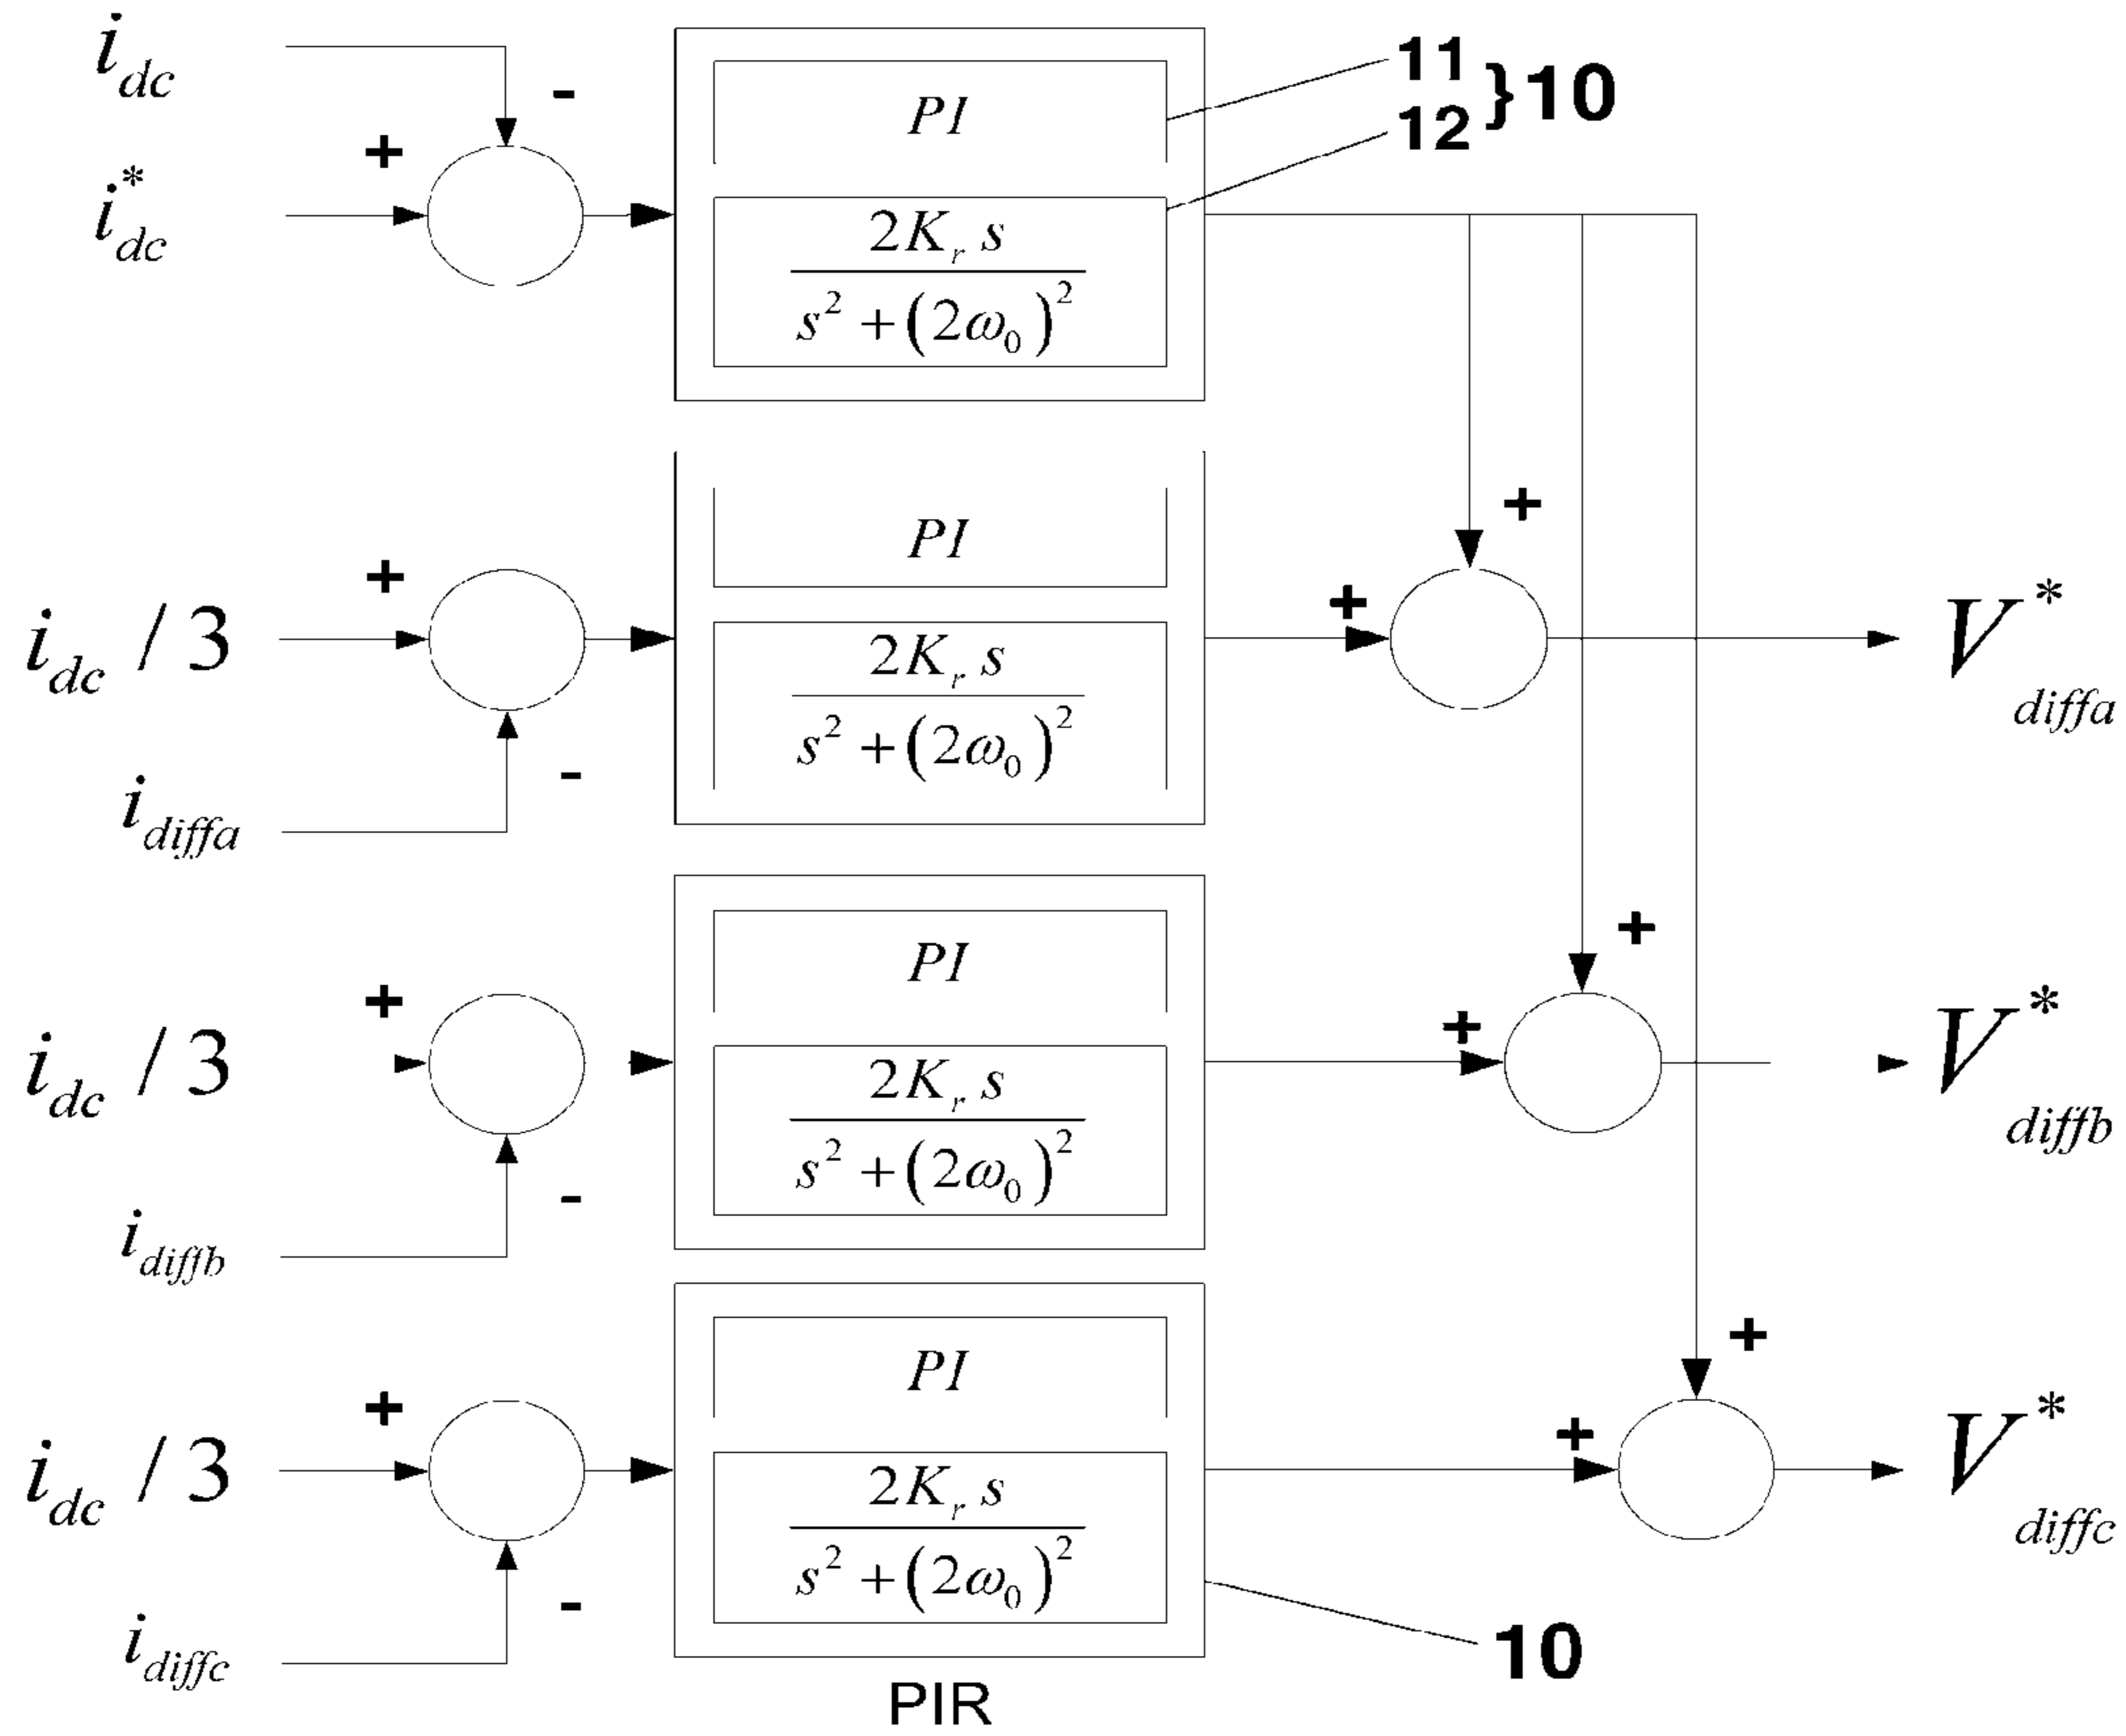 i_dc
-
11
12
}10
+
i*_dc
PI
2K_r s
s^2 + (2ω_0)^2
+
i_dc / 3
-
i_diffa
PI
2K_r s
s^2 + (2ω_0)^2
+
+
V*_diffa
+
i_dc / 3
-
i_diffb
PI
2K_r s
s^2 + (2ω_0)^2
+
+
V*_diffb
+
i_dc / 3
-
i_diffc
PI
2K_r s
s^2 + (2ω_0)^2
+
+
V*_diffc
10
PIR